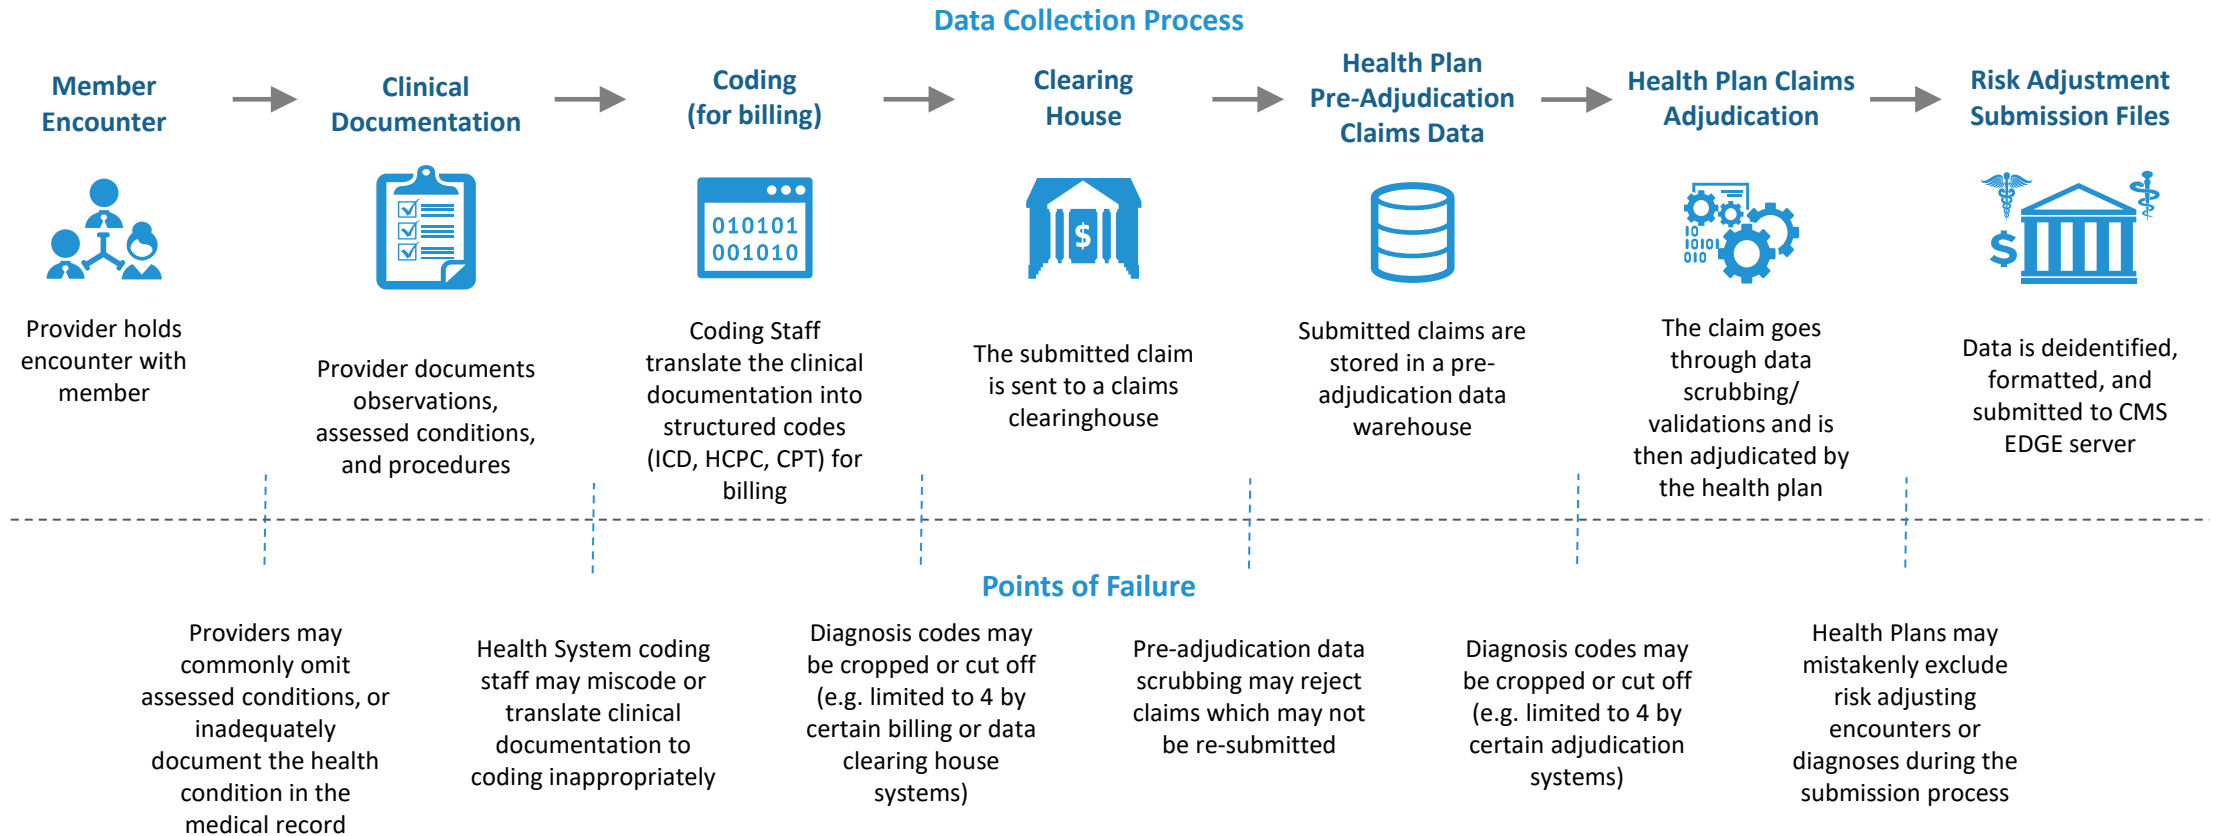 Data Collection Process
Member
Encounter
Clinical
Documentation
Coding
(for billing)
Clearing
House
Health Plan
Pre-Adjudication
Claims Data
Health Plan Claims
Adjudication
Risk Adjustment
Submission Files
010101
001010
$
10
10101
010
$
Provider holds
encounter with
member
Provider documents
observations,
assessed conditions,
and procedures
Coding Staff
translate the clinical
documentation into
structured codes
(ICD, HCPC, CPT) for
billing
The submitted claim
is sent to a claims
clearinghouse
Submitted claims are
stored in a pre-
adjudication data
warehouse
The claim goes
through data
scrubbing/
validations and is
then adjudicated by
the health plan
Data is deidentified,
formatted, and
submitted to CMS
EDGE server
Points of Failure
Providers may
commonly omit
assessed conditions, or
inadequately
document the health
condition in the
medical record
Health System coding
staff may miscode or
translate clinical
documentation to
coding inappropriately
Diagnosis codes may
be cropped or cut off
(e.g. limited to 4 by
certain billing or data
clearing house
systems)
Pre-adjudication data
scrubbing may reject
claims which may not
be re-submitted
Diagnosis codes may
be cropped or cut off
(e.g. limited to 4 by
certain adjudication
systems)
Health Plans may
mistakenly exclude
risk adjusting
encounters or
diagnoses during the
submission process